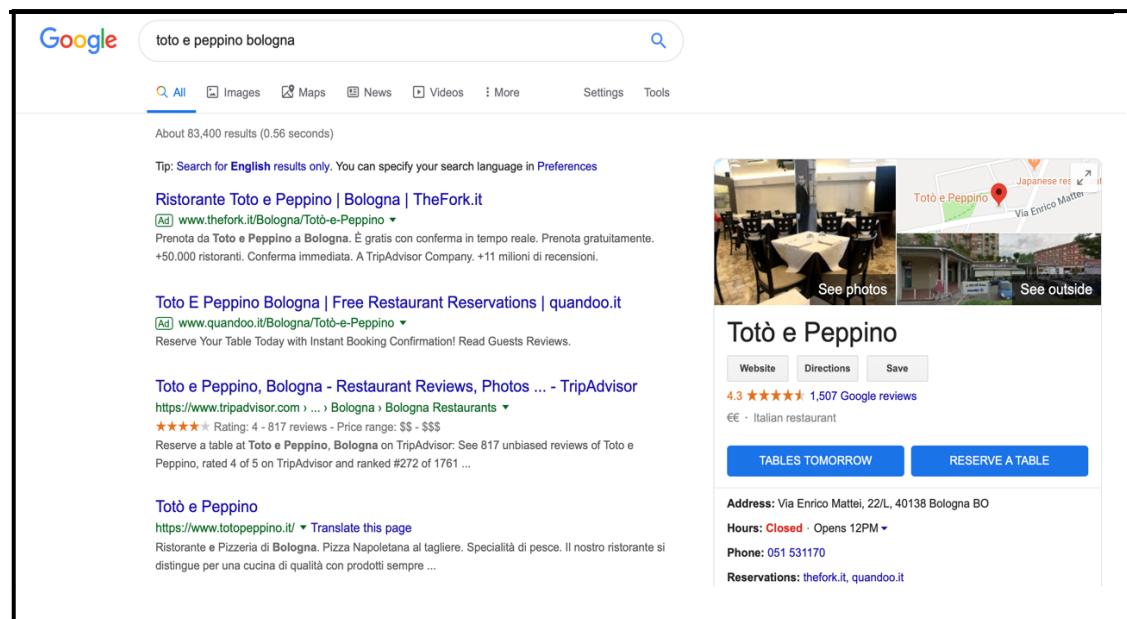 Google
toto e peppino bologna
All Images Maps News Videos More Settings Tools
About 83,400 results (0.56 seconds)
Tip: Search for English results only. You can specify your search language in Preferences
Ristorante Toto e Peppino | Bologna | TheFork.it
Ad www.thefork.it/Bologna/Totò-e-Peppino
Prenota da Toto e Peppino a Bologna. È gratis con conferma in tempo reale. Prenota gratuitamente.
+50.000 ristoranti. Conferma immediata. A TripAdvisor Company. +11 milioni di recensioni.
Toto E Peppino Bologna | Free Restaurant Reservations | quandoo.it
Ad www.quandoo.it/Bologna/Totò-e-Peppino
Reserve Your Table Today with Instant Booking Confirmation! Read Guests Reviews.
Toto e Peppino, Bologna - Restaurant Reviews, Photos ... - TripAdvisor
https://www.tripadvisor.com › ... › Bologna › Bologna Restaurants
Rating: 4 - 817 reviews - Price range: $$ - $$$
Reserve a table at Toto e Peppino, Bologna on TripAdvisor: See 817 unbiased reviews of Toto e
Peppino, rated 4 of 5 on TripAdvisor and ranked #272 of 1761 ...
Totò e Peppino
https://www.totopeppino.it/ Translate this page
Ristorante e Pizzeria di Bologna. Pizza Napoletana al tagliere. Specialità di pesce. Il nostro ristorante si
distingue per una cucina di qualità con prodotti sempre ...
Japanese
Totò e Peppino
Via Enrico Mattei
See photos
See outside
Totò e Peppino
Website Directions Save
4.3 1,507 Google reviews
€€ · Italian restaurant
TABLES TOMORROW RESERVE A TABLE
Address: Via Enrico Mattei, 22/L, 40138 Bologna BO
Hours: Closed · Opens 12PM
Phone: 051 531170
Reservations: thefork.it, quandoo.it